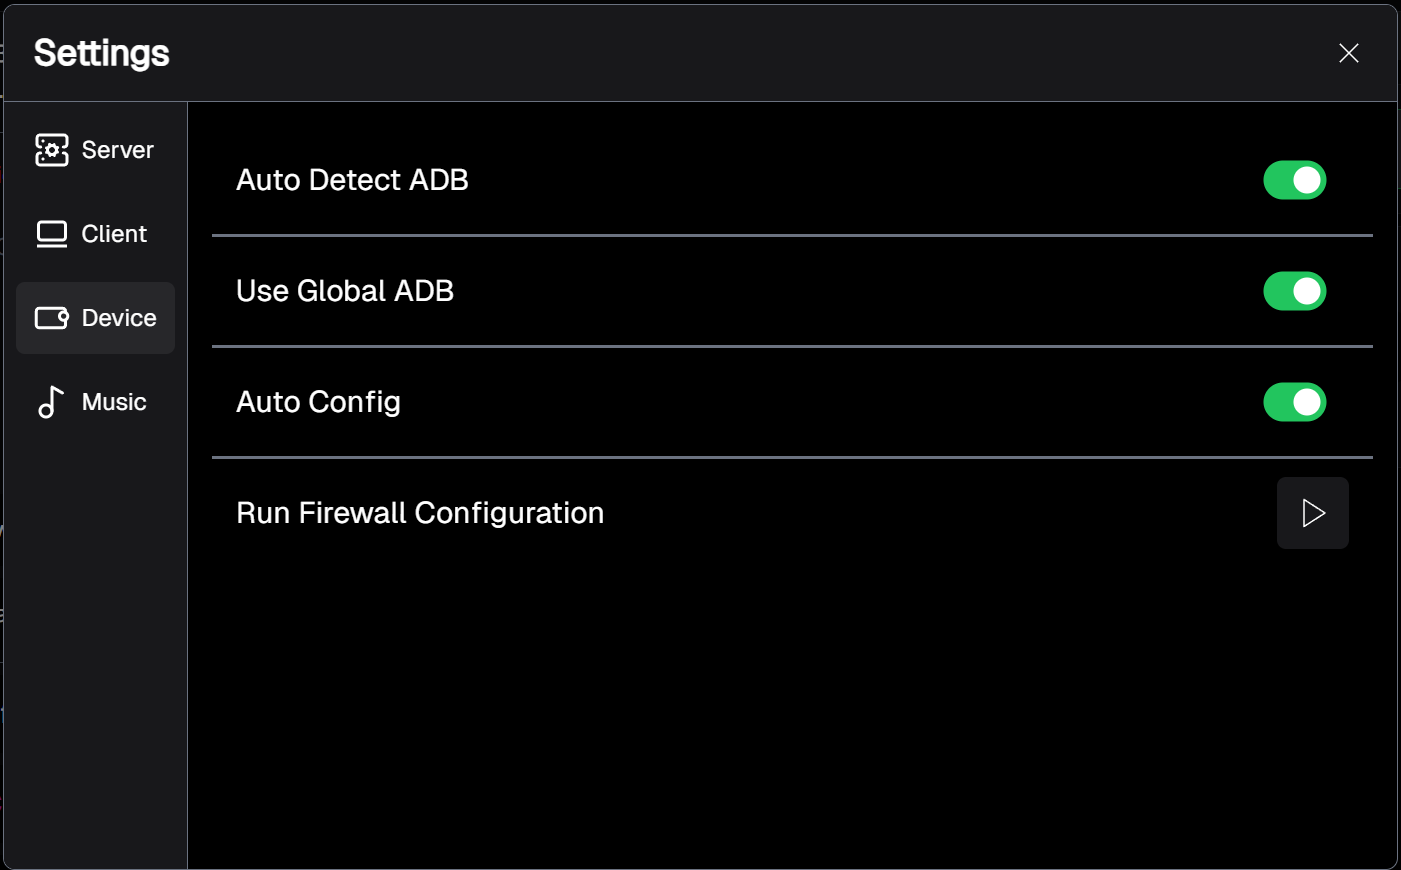 Settings
Server
Client
Device
Music
Auto Detect ADB
Use Global ADB
Auto Config
Run Firewall Configuration